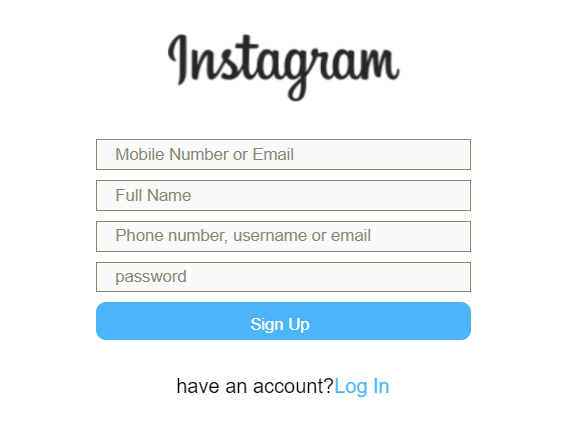 Instagram
Mobile Number or Email
Full Name
Phone number, username or email
password
Sign Up
have an account?Log In